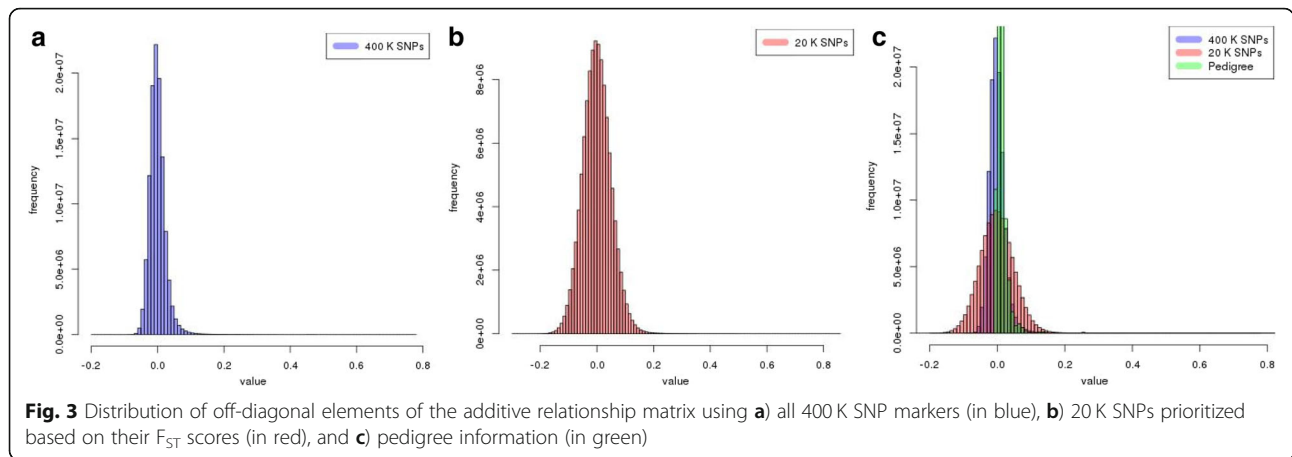 a
400 K SNPs
frequency
0.0e+00 5.0e+06 1.0e+07 1.5e+07 2.0e+07
-0.2 0.0 0.2 0.4 0.6 0.8
value
b
20 K SNPs
frequency
0e+00 2e+06 4e+06 6e+06 8e+06
-0.2 0.0 0.2 0.4 0.6 0.8
value
c
400 K SNPs
20 K SNPs
Pedigree
frequency
0.0e+00 5.0e+06 1.0e+07 1.5e+07 2.0e+07
-0.2 0.0 0.2 0.4 0.6 0.8
value
Fig. 3 Distribution of off-diagonal elements of the additive relationship matrix using a) all 400 K SNP markers (in blue), b) 20 K SNPs prioritized
based on their FST scores (in red), and c) pedigree information (in green)